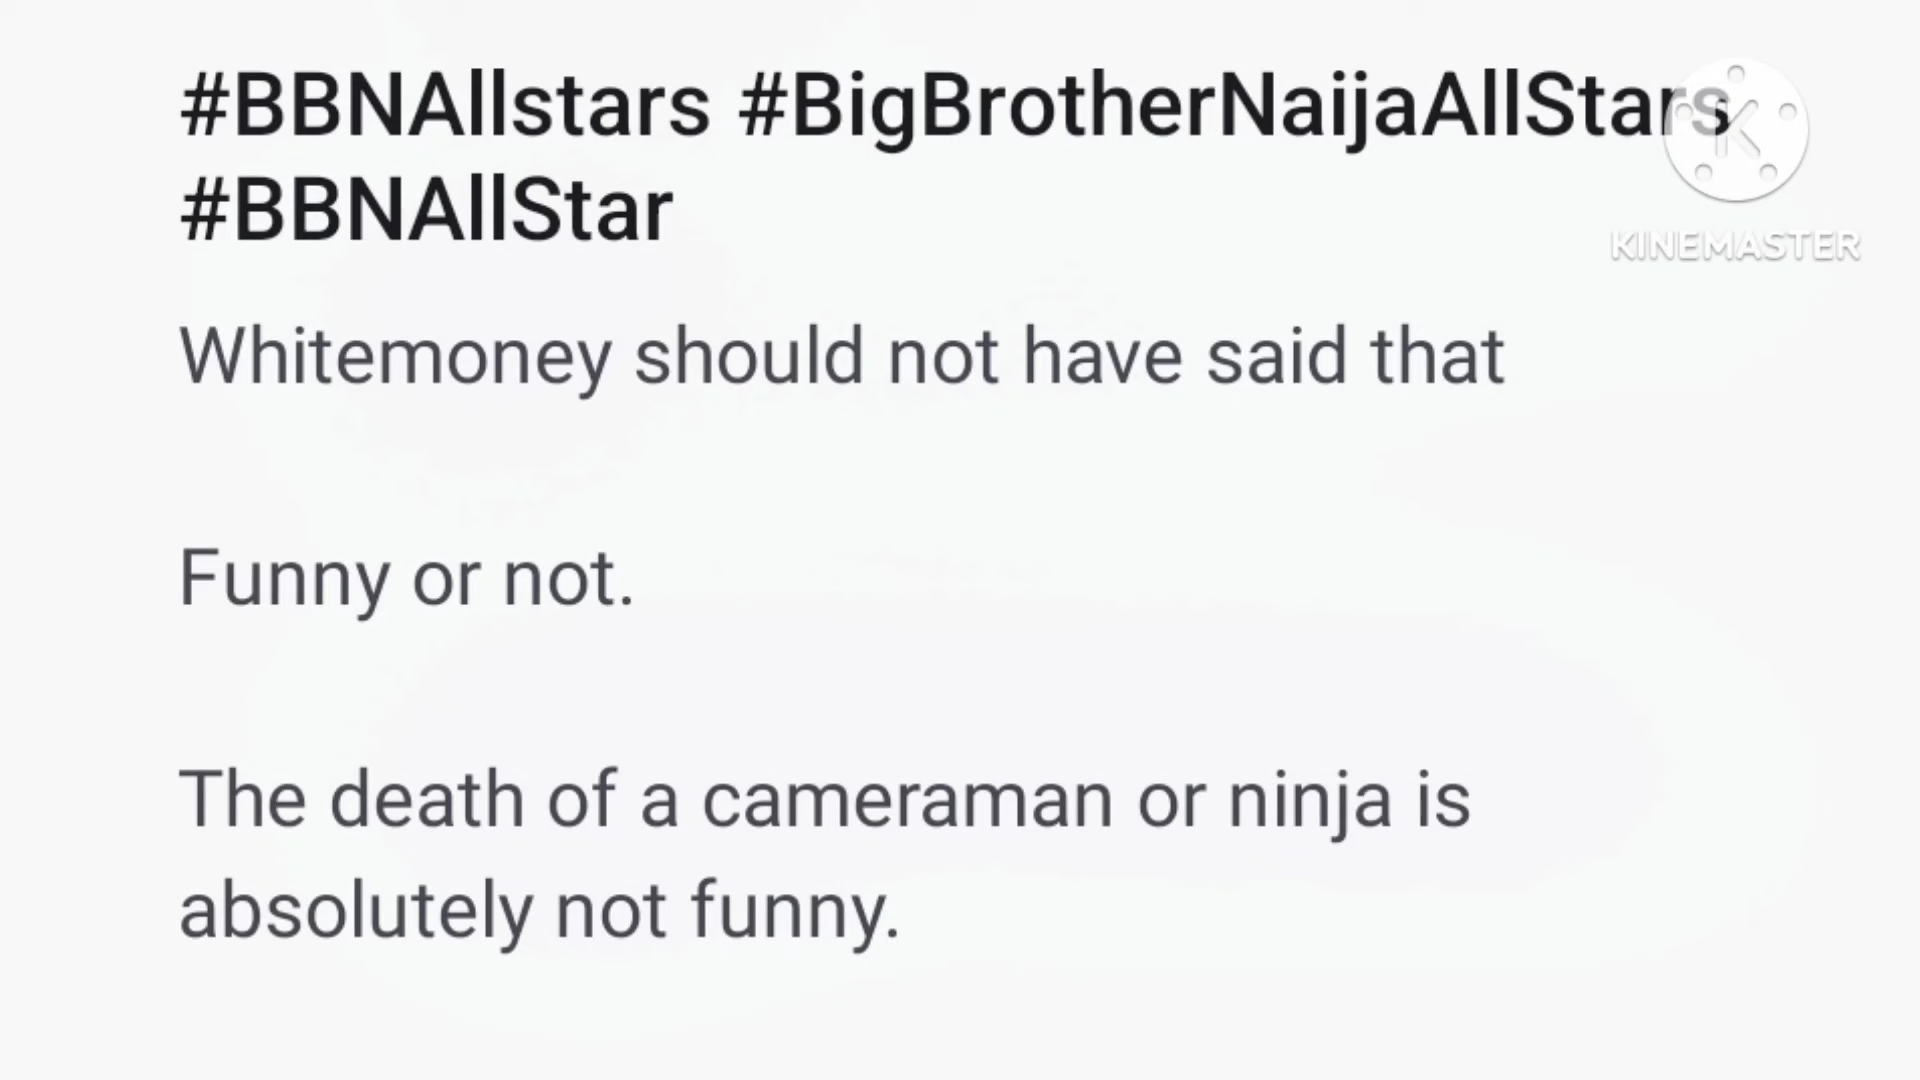 #BBNAllstars #BigBrotherNaijaAllStars
#BBNAllStar
KINEMASTER
Whitemoney should not have said that
Funny or not.
The death of a cameraman or ninja is
absolutely not funny.